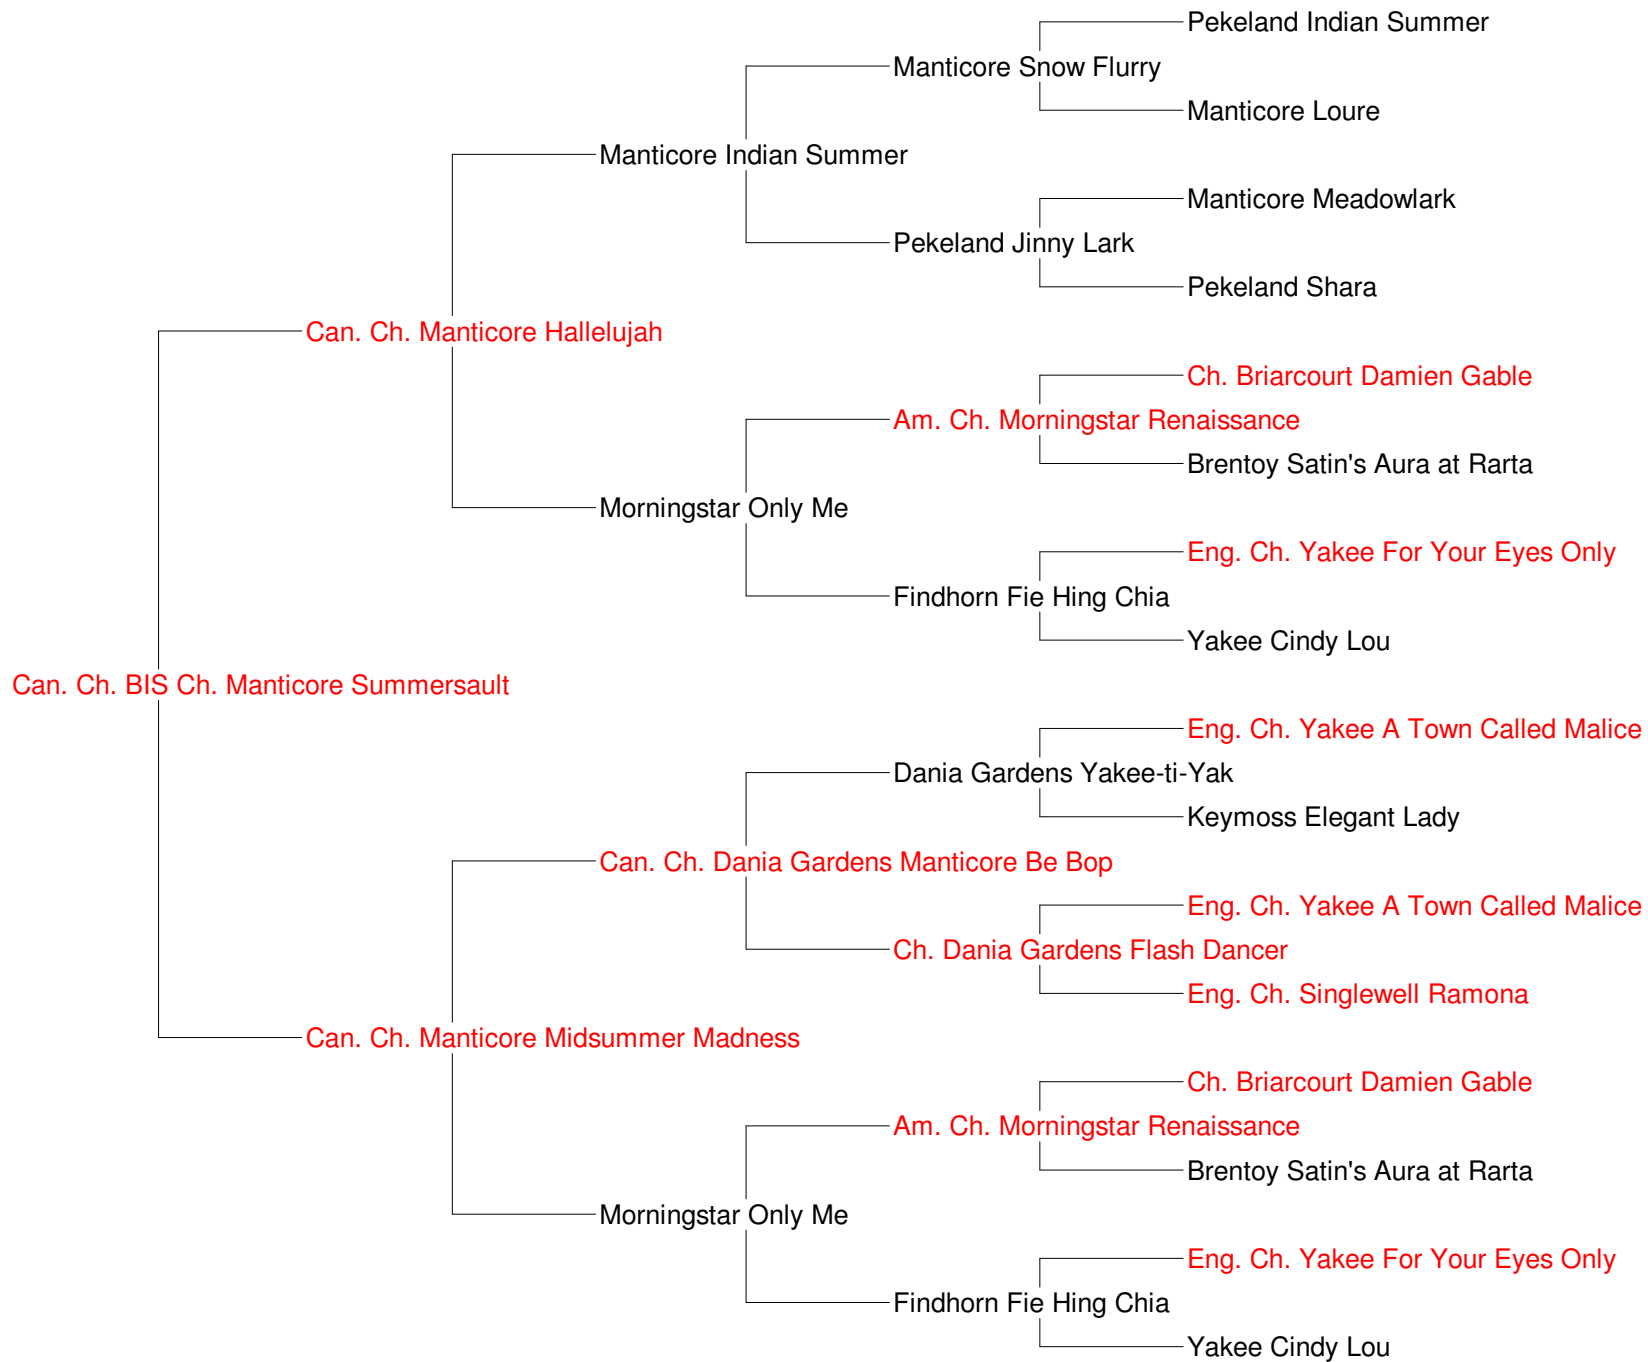 Pekeland Indian Summer
Manticore Snow Flurry
Manticore Loure
Manticore Indian Summer
Manticore Meadowlark
Pekeland Jinny Lark
Pekeland Shara
Can. Ch. Manticore Hallelujah
Ch. Briarcourt Damien Gable
Am. Ch. Morningstar Renaissance
Brentoy Satin's Aura at Rarta
Morningstar Only Me
Eng. Ch. Yakee For Your Eyes Only
Findhorn Fie Hing Chia
Yakee Cindy Lou
Can. Ch. BIS Ch. Manticore Summersault
Eng. Ch. Yakee A Town Called Malice
Dania Gardens Yakee-ti-Yak
Keymoss Elegant Lady
Can. Ch. Dania Gardens Manticore Be Bop
Eng. Ch. Yakee A Town Called Malice
Ch. Dania Gardens Flash Dancer
Eng. Ch. Singlewell Ramona
Can. Ch. Manticore Midsummer Madness
Ch. Briarcourt Damien Gable
Am. Ch. Morningstar Renaissance
Brentoy Satin's Aura at Rarta
Morningstar Only Me
Eng. Ch. Yakee For Your Eyes Only
Findhorn Fie Hing Chia
Yakee Cindy Lou